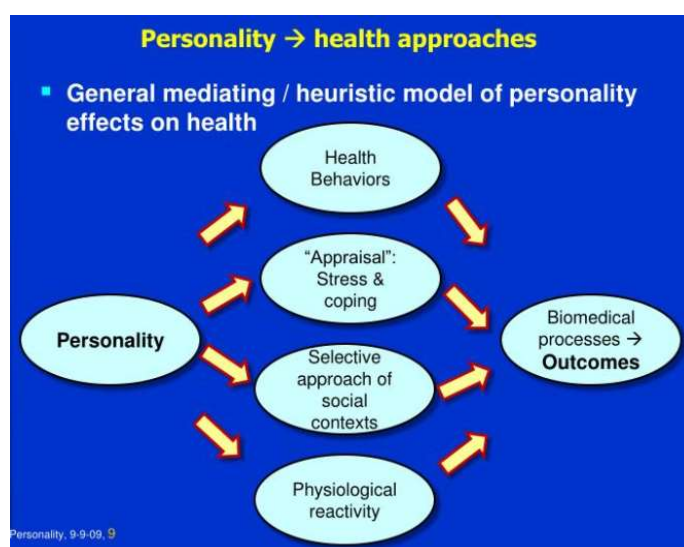 Personality → health approaches
General mediating / heuristic model of personality
effects on health
Health
Behaviors
“Appraisal”:
Stress &
coping
Personality
Biomedical
processes →
Outcomes
Selective
approach of
social
contexts
Physiological
reactivity
Personality, 9-9-09, 9